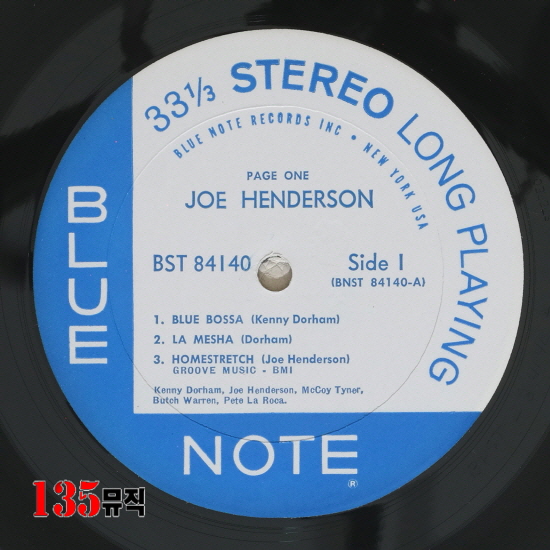 33⅓ STEREO LONG PLAYING
BLUE NOTE RECORDS INC • NEW YORK USA
PAGE ONE
JOE HENDERSON
BST 84140
Side 1
(BNST 84140-A)
1. BLUE BOSSA (Kenny Dorham)
2. LA MESHA (Dorham)
3. HOMESTRETCH (Joe Henderson)
GROOVE MUSIC - BMI
Kenny Dorham, Joe Henderson, McCoy Tyner,
Butch Warren, Pete La Roca.
BLUE
NOTE
®
135뮤직